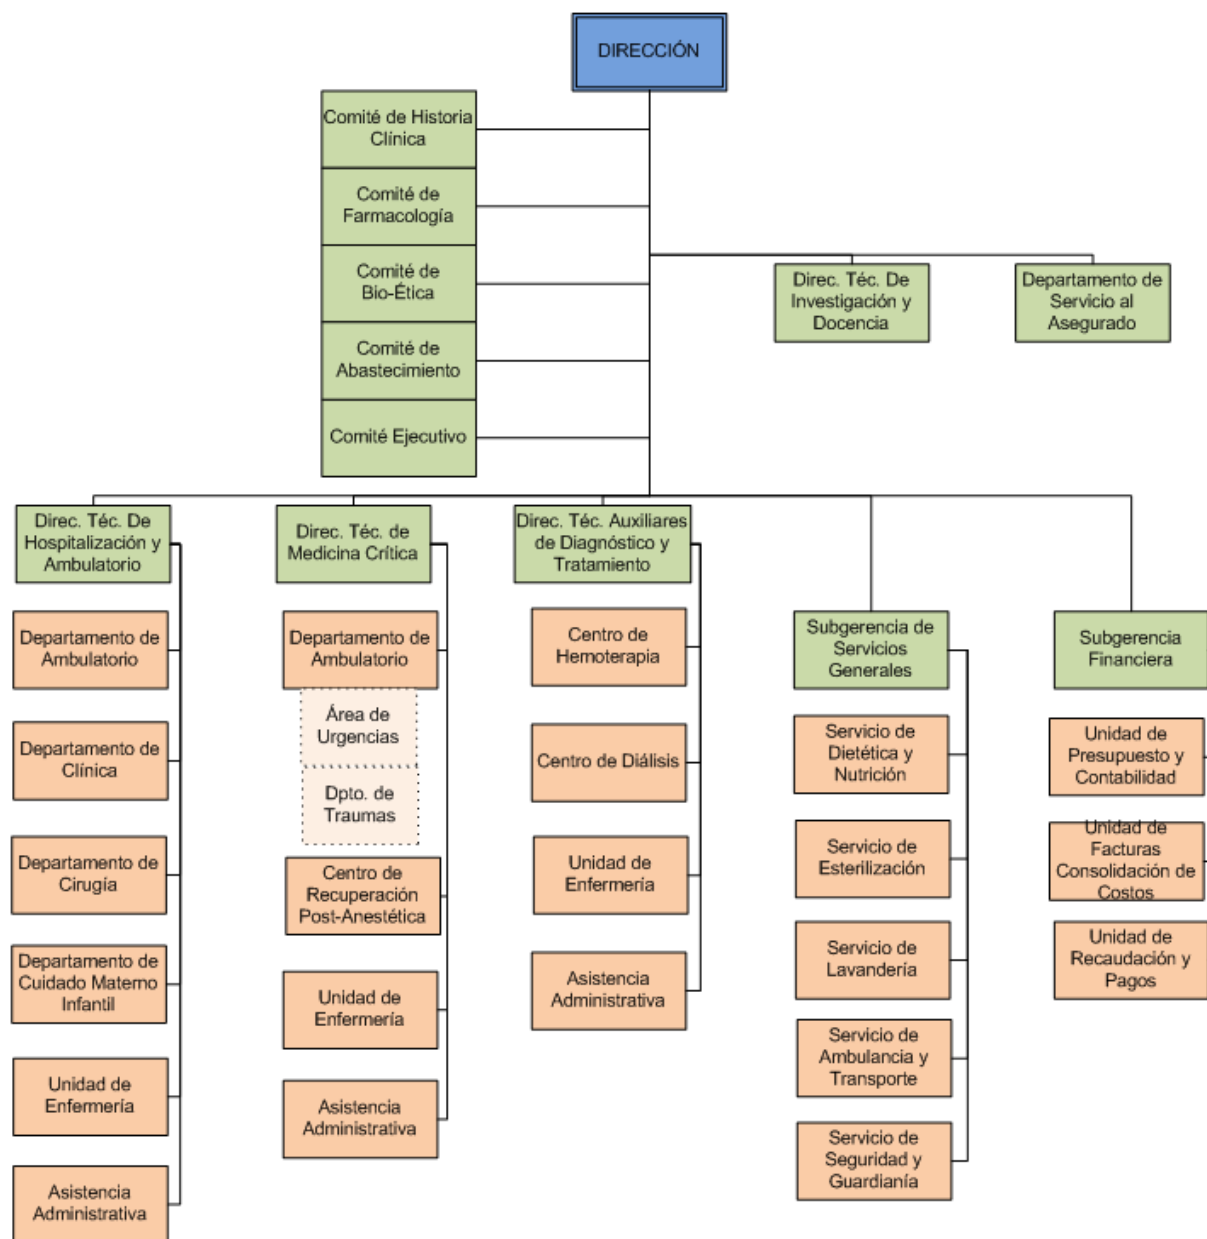 DIRECCIÓN
Comité de Historia
Clínica
Comité de
Farmacología
Comité de
Bio-Ética
Comité de
Abastecimiento
Comité Ejecutivo
Direc. Téc. De
Investigación y
Docencia
Departamento de
Servicio al
Asegurado
Direc. Téc. De
Hospitalización y
Ambulatorio
Departamento de
Ambulatorio
Departamento de
Clínica
Departamento de
Cirugía
Departamento de
Cuidado Materno
Infantil
Unidad de
Enfermería
Asistencia
Administrativa
Direc. Téc. de
Medicina Crítica
Departamento de
Ambulatorio
Área de
Urgencias
Dpto. de
Traumas
Centro de
Recuperación
Post-Anestética
Unidad de
Enfermería
Asistencia
Administrativa
Direc. Téc. Auxiliares
de Diagnóstico y
Tratamiento
Centro de
Hemoterapia
Centro de Diálisis
Unidad de
Enfermería
Asistencia
Administrativa
Subgerencia de
Servicios
Generales
Servicio de
Dietética y
Nutrición
Servicio de
Esterilización
Servicio de
Lavandería
Servicio de
Ambulancia y
Transporte
Servicio de
Seguridad y
Guardianía
Subgerencia
Financiera
Unidad de
Presupuesto y
Contabilidad
Unidad de
Facturas
Consolidación de
Costos
Unidad de
Recaudación y
Pagos